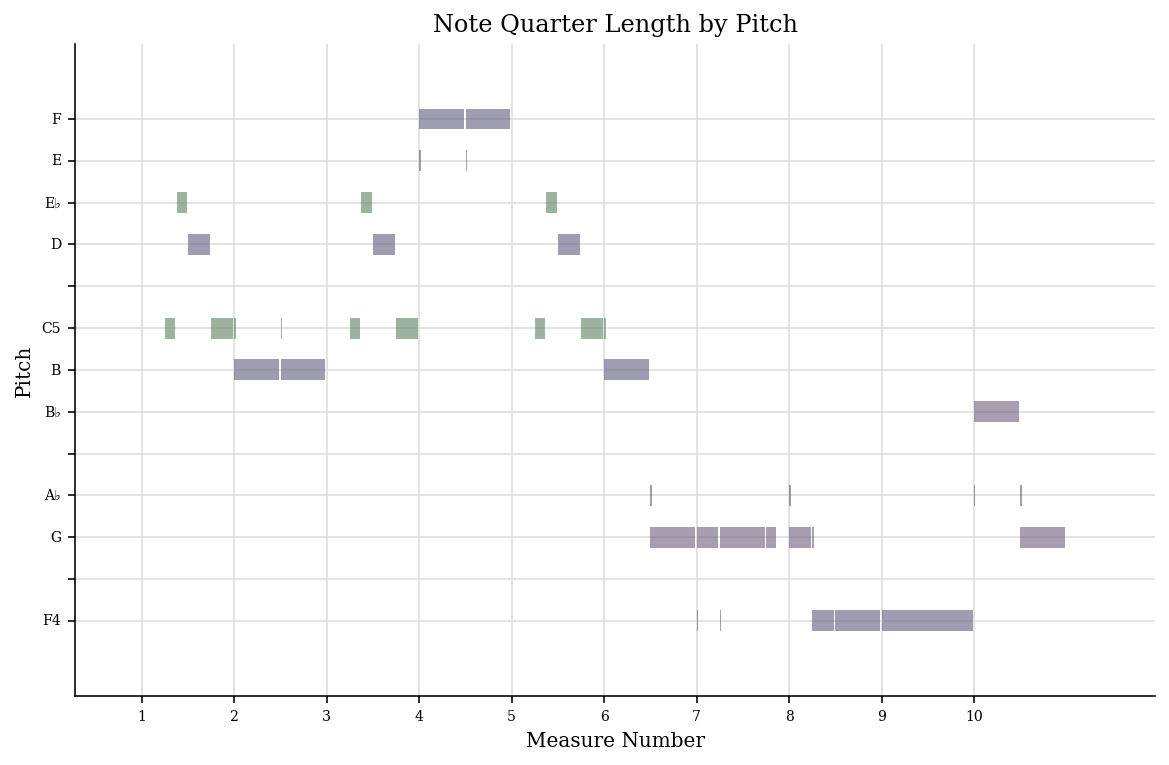 Note Quarter Length by Pitch
F
E
E♭
D
C5
B
B♭
A♭
G
F4
Pitch
1 2 3 4 5 6 7 8 9 10
Measure Number